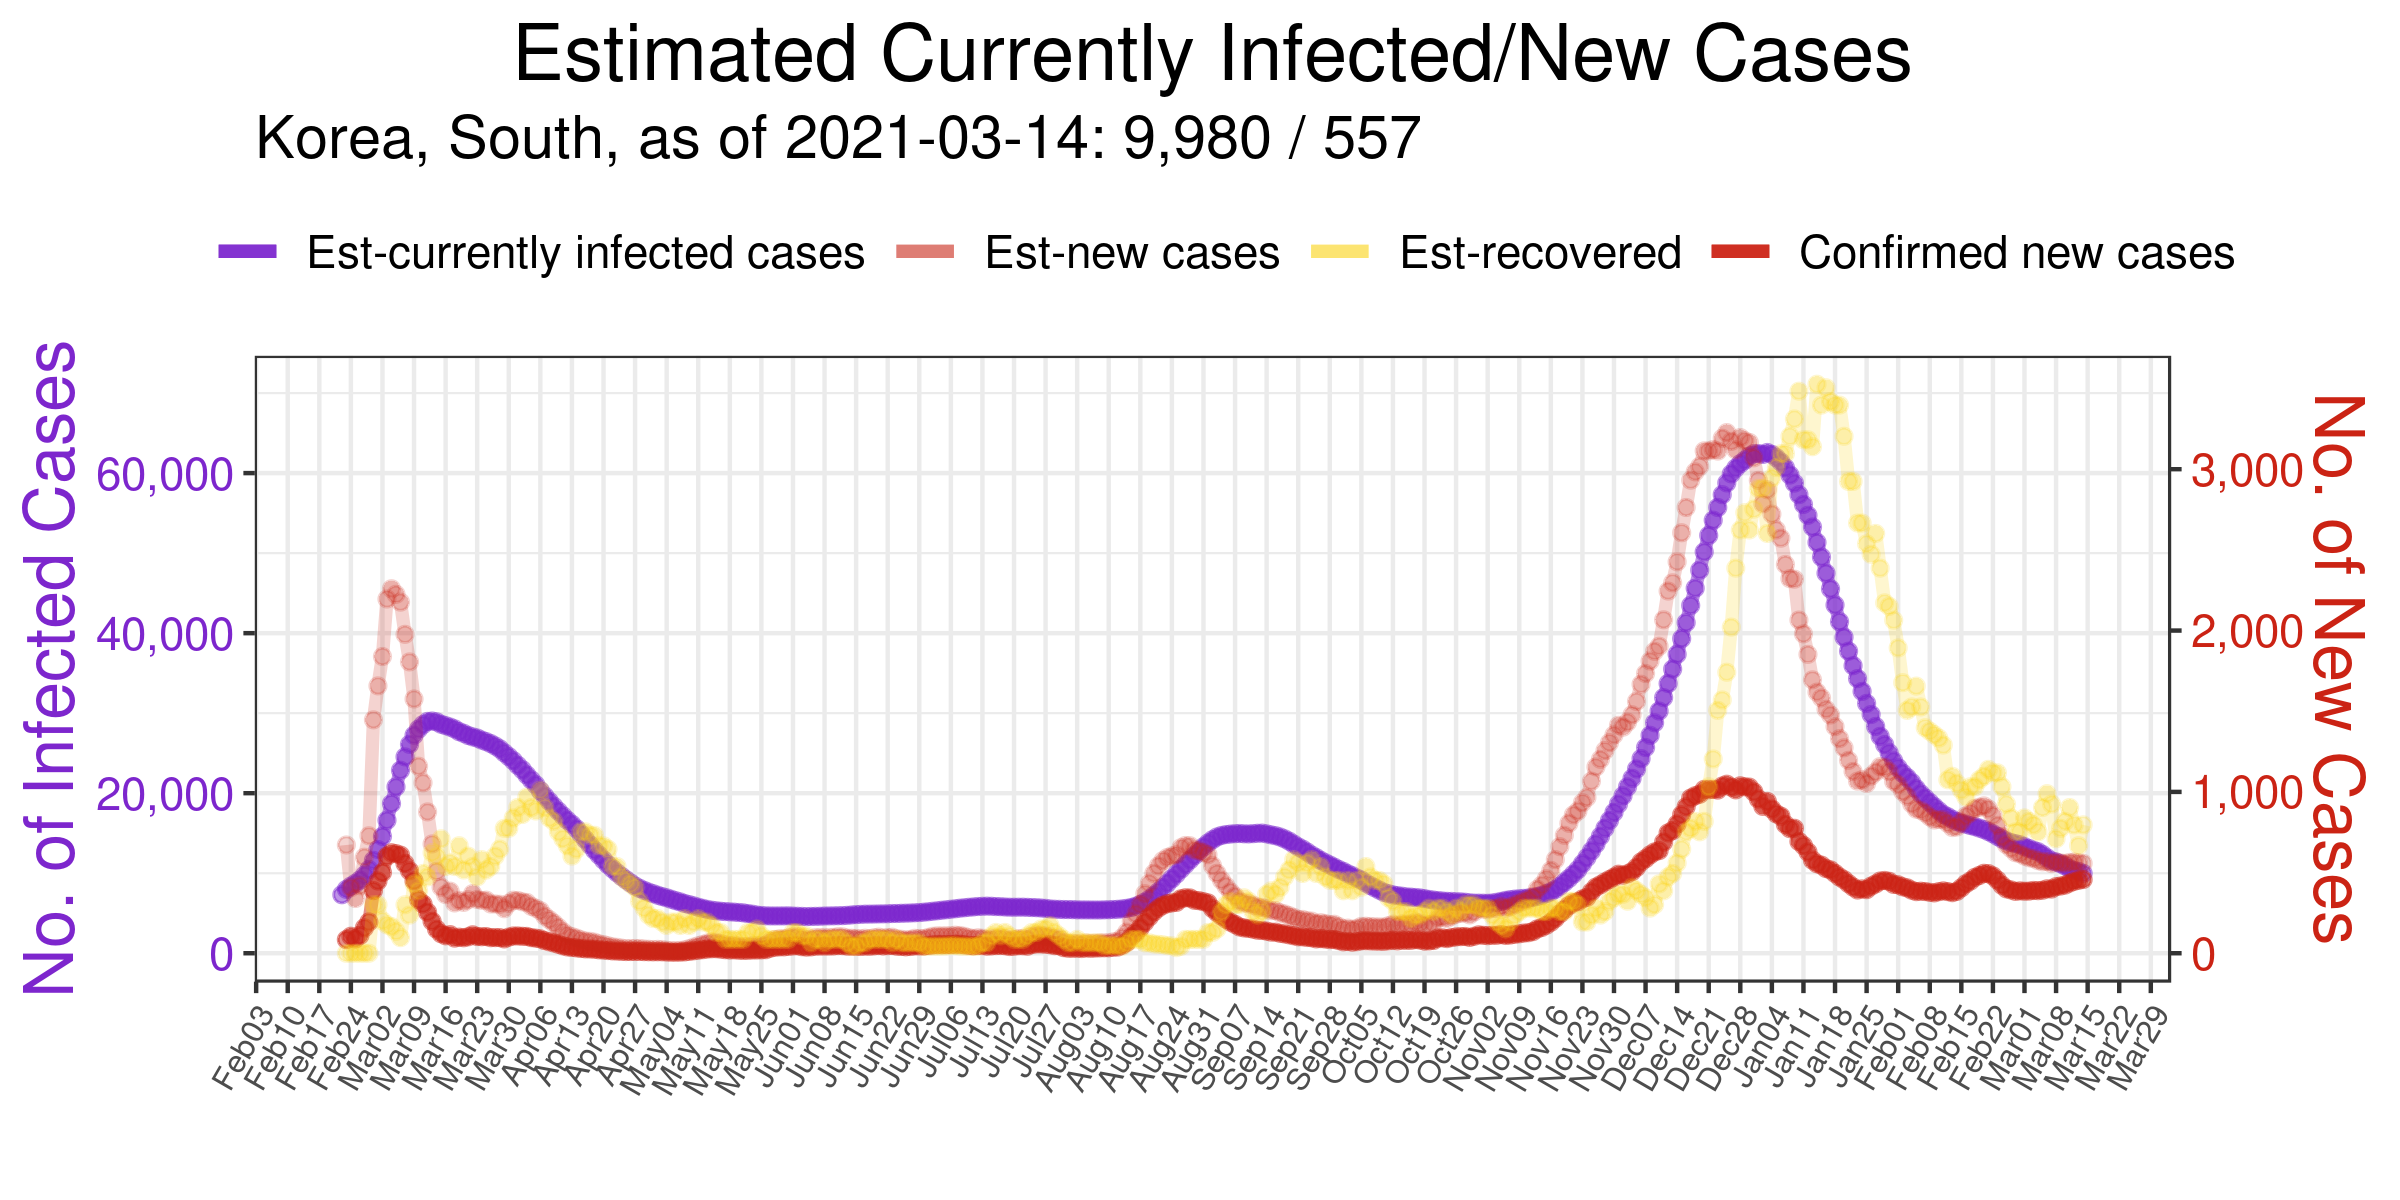 Estimated Currently Infected/New Cases
Korea, South, as of 2021-03-14: 9,980 / 557
Est-currently infected cases Est-new cases Est-recovered Confirmed new cases
No. of Infected Cases
60,000
40,000
20,000
0
3,000
2,000
1,000
0
No. of New Cases
Feb03 Feb10 Feb17 Feb24 Mar02 Mar09 Mar16 Mar23 Mar30 Apr06 Apr13 Apr20 Apr27 May04 May11 May18 May25 Jun01 Jun08 Jun15 Jun22 Jun29 Jul06 Jul13 Jul20 Jul27 Aug03 Aug10 Aug17 Aug24 Aug31 Sep07 Sep14 Sep21 Sep28 Oct05 Oct12 Oct19 Oct26 Nov02 Nov09 Nov16 Nov23 Nov30 Dec07 Dec14 Dec21 Dec28 Jan04 Jan11 Jan18 Jan25 Feb01 Feb08 Feb15 Feb22 Mar01 Mar08 Mar15 Mar22 Mar29